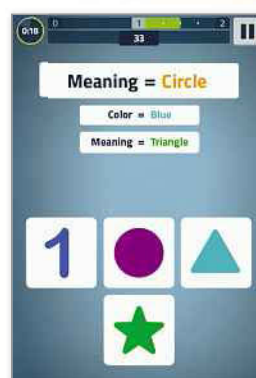 0:18
0 1 2
33
Meaning = Circle
Color = Blue
Meaning = Triangle
1